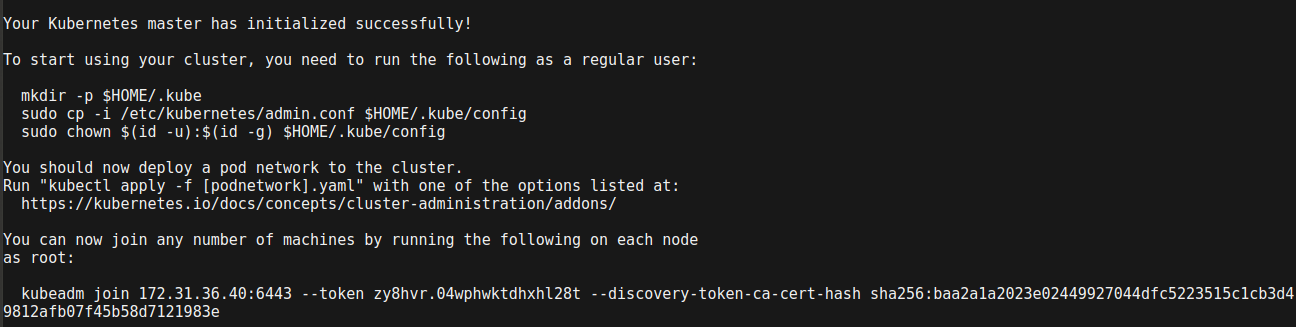 Your Kubernetes master has initialized successfully!
To start using your cluster, you need to run the following as a regular user:
mkdir -p $HOME/.kube
sudo cp -i /etc/kubernetes/admin.conf $HOME/.kube/config
sudo chown $(id -u):$(id -g) $HOME/.kube/config
You should now deploy a pod network to the cluster.
Run "kubectl apply -f [podnetwork].yaml" with one of the options listed at:
https://kubernetes.io/docs/concepts/cluster-administration/addons/
You can now join any number of machines by running the following on each node
as root:
kubeadm join 172.31.36.40:6443 --token zy8hvr.04wphwktdhxhl28t --discovery-token-ca-cert-hash sha256:baa2a1a2023e02449927044dfc5223515c1cb3d4
9812afb07f45b58d7121983e